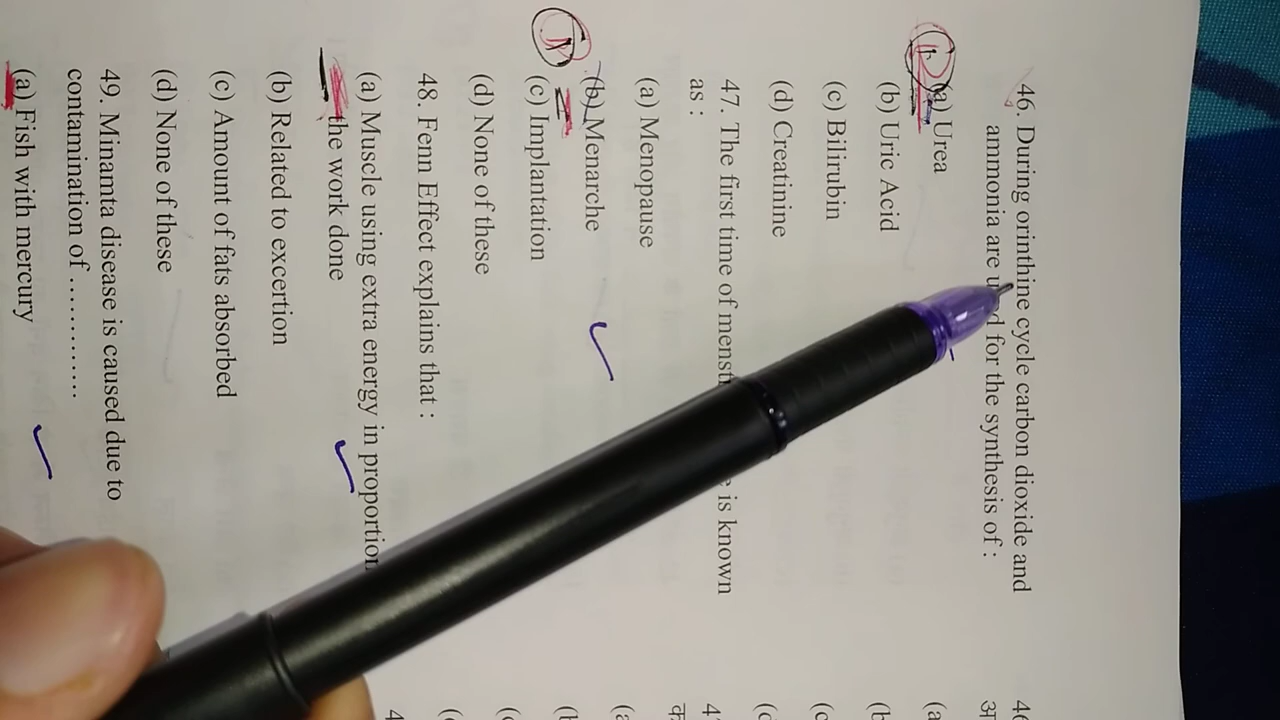 46. During orinthine cycle carbon dioxide and
ammonia are for the synthesis of :
(a) Urea
(b) Uric Acid
(c) Bilirubin
(d) Creatinine
47. The first time of is known
as :
(a) Menopause
(b) Menarche
(c) Implantation
(d) None of these
48. Fenn Effect explains that :
(a) Muscle using extra energy in proportion
the work done
(b) Related to excertion
(c) Amount of fats absorbed
(d) None of these
49. Minamta disease is caused due to
contamination of ............
(a) Fish with mercury